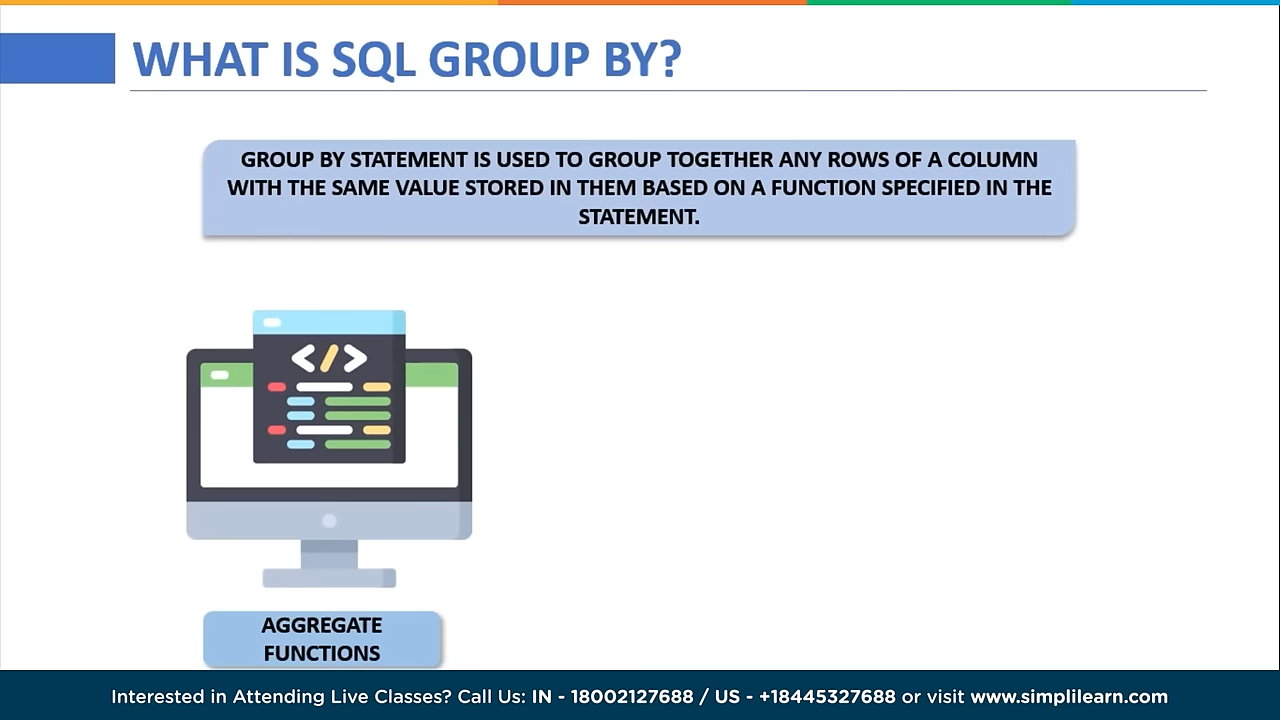 WHAT IS SQL GROUP BY?
GROUP BY STATEMENT IS USED TO GROUP TOGETHER ANY ROWS OF A COLUMN
WITH THE SAME VALUE STORED IN THEM BASED ON A FUNCTION SPECIFIED IN THE
STATEMENT.
</>
AGGREGATE
FUNCTIONS
Interested in Attending Live Classes? Call Us: IN - 18002127688 / US - +18445327688 or visit www.simplilearn.com